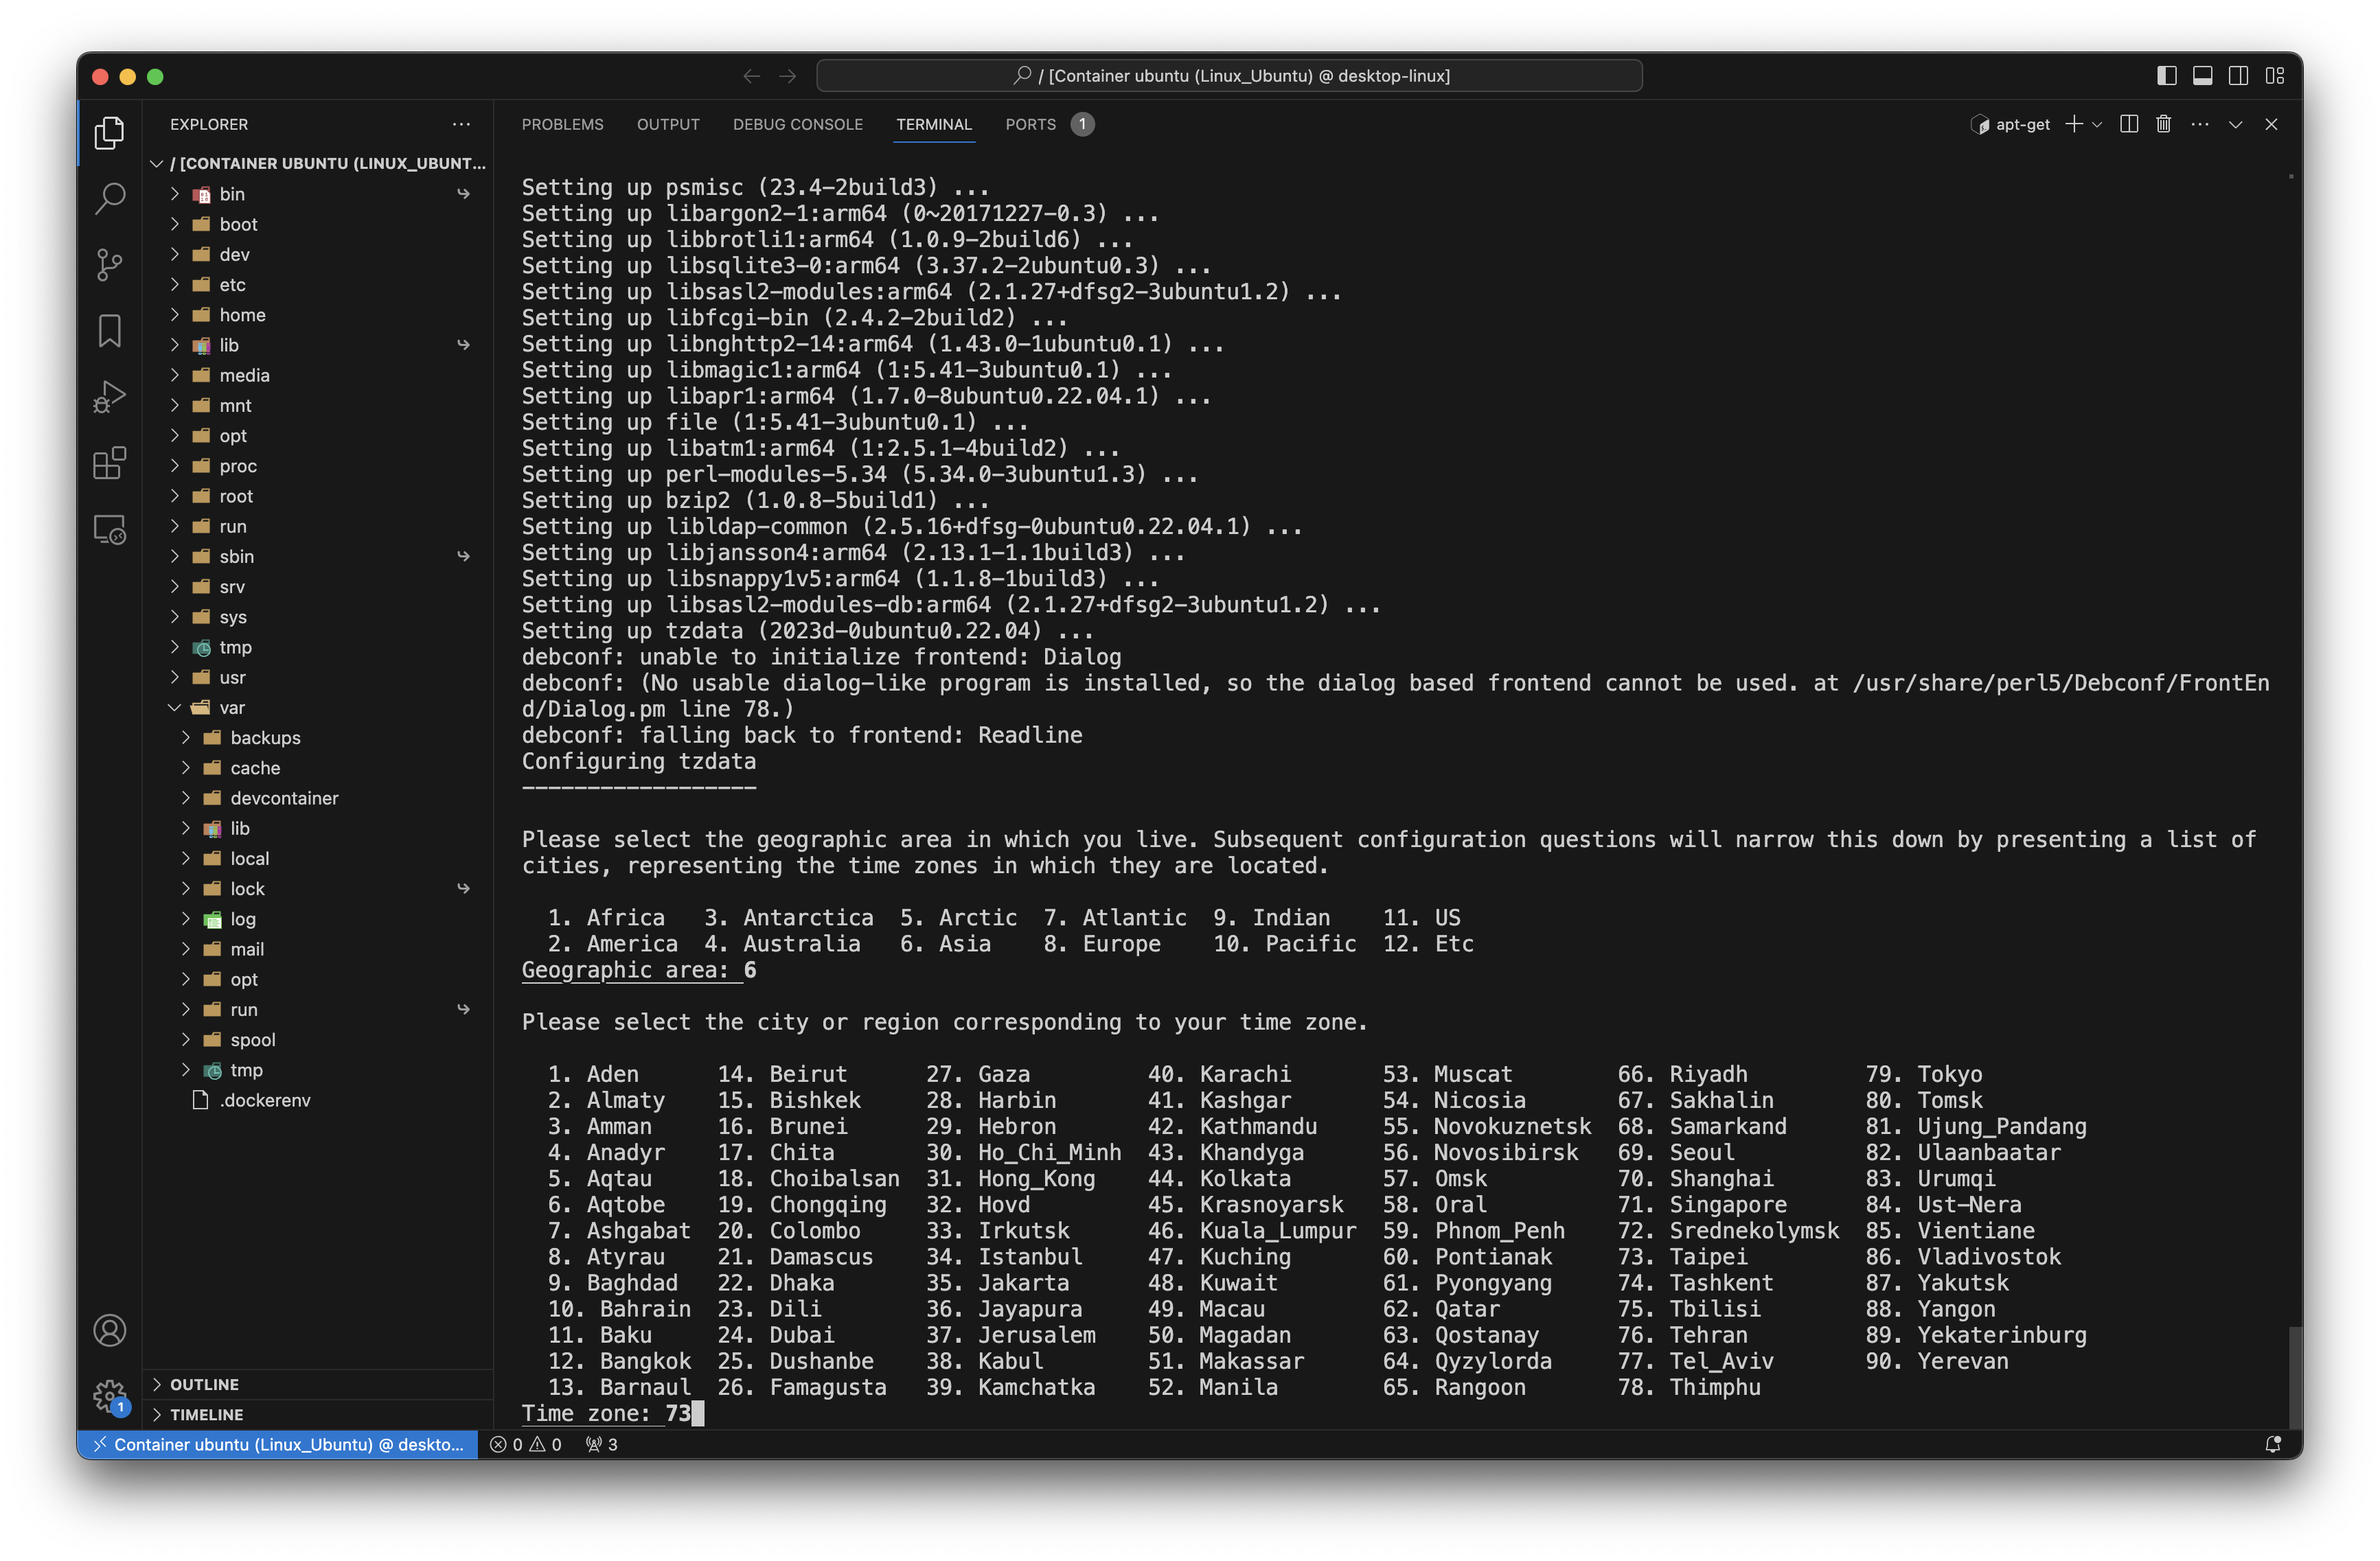 / [Container ubuntu (Linux_Ubuntu) @ desktop-linux]
EXPLORER
/ [CONTAINER UBUNTU (LINUX_UBUNT...
bin
boot
dev
etc
home
lib
media
mnt
opt
proc
root
run
sbin
srv
sys
tmp
usr
var
backups
cache
devcontainer
lib
local
lock
log
mail
opt
run
spool
tmp
.dockerenv
OUTLINE
TIMELINE
1
PROBLEMS OUTPUT DEBUG CONSOLE TERMINAL PORTS 1
apt-get
Setting up psmisc (23.4-2build3) ...
Setting up libargon2-1:arm64 (0~20171227-0.3) ...
Setting up libbrotli1:arm64 (1.0.9-2build6) ...
Setting up libsqlite3-0:arm64 (3.37.2-2ubuntu0.3) ...
Setting up libsasl2-modules:arm64 (2.1.27+dfsg2-3ubuntu1.2) ...
Setting up libfcgi-bin (2.4.2-2build2) ...
Setting up libnghttp2-14:arm64 (1.43.0-1ubuntu0.1) ...
Setting up libmagic1:arm64 (1:5.41-3ubuntu0.1) ...
Setting up libapr1:arm64 (1.7.0-8ubuntu0.22.04.1) ...
Setting up file (1:5.41-3ubuntu0.1) ...
Setting up libatm1:arm64 (1:2.5.1-4build2) ...
Setting up perl-modules-5.34 (5.34.0-3ubuntu1.3) ...
Setting up bzip2 (1.0.8-5build1) ...
Setting up libldap-common (2.5.16+dfsg-0ubuntu0.22.04.1) ...
Setting up libjansson4:arm64 (2.13.1-1.1build3) ...
Setting up libsnappy1v5:arm64 (1.1.8-1build3) ...
Setting up libsasl2-modules-db:arm64 (2.1.27+dfsg2-3ubuntu1.2) ...
Setting up tzdata (2023d-0ubuntu0.22.04) ...
debconf: unable to initialize frontend: Dialog
debconf: (No usable dialog-like program is installed, so the dialog based frontend cannot be used. at /usr/share/perl5/Debconf/FrontEn
d/Dialog.pm line 78.)
debconf: falling back to frontend: Readline
Configuring tzdata
------------------
Please select the geographic area in which you live. Subsequent configuration questions will narrow this down by presenting a list of
cities, representing the time zones in which they are located.
1. Africa 3. Antarctica 5. Arctic 7. Atlantic 9. Indian 11. US
2. America 4. Australia 6. Asia 8. Europe 10. Pacific 12. Etc
Geographic area: 6
Please select the city or region corresponding to your time zone.
1. Aden 14. Beirut 27. Gaza 40. Karachi 53. Muscat 66. Riyadh 79. Tokyo
2. Almaty 15. Bishkek 28. Harbin 41. Kashgar 54. Nicosia 67. Sakhalin 80. Tomsk
3. Amman 16. Brunei 29. Hebron 42. Kathmandu 55. Novokuznetsk 68. Samarkand 81. Ujung_Pandang
4. Anadyr 17. Chita 30. Ho_Chi_Minh 43. Khandyga 56. Novosibirsk 69. Seoul 82. Ulaanbaatar
5. Aqtau 18. Choibalsan 31. Hong_Kong 44. Kolkata 57. Omsk 70. Shanghai 83. Urumqi
6. Aqtobe 19. Chongqing 32. Hovd 45. Krasnoyarsk 58. Oral 71. Singapore 84. Ust-Nera
7. Ashgabat 20. Colombo 33. Irkutsk 46. Kuala_Lumpur 59. Phnom_Penh 72. Srednekolymsk 85. Vientiane
8. Atyrau 21. Damascus 34. Istanbul 47. Kuching 60. Pontianak 73. Taipei 86. Vladivostok
9. Baghdad 22. Dhaka 35. Jakarta 48. Kuwait 61. Pyongyang 74. Tashkent 87. Yakutsk
10. Bahrain 23. Dili 36. Jayapura 49. Macau 62. Qatar 75. Tbilisi 88. Yangon
11. Baku 24. Dubai 37. Jerusalem 50. Magadan 63. Qostanay 76. Tehran 89. Yekaterinburg
12. Bangkok 25. Dushanbe 38. Kabul 51. Makassar 64. Qyzylorda 77. Tel_Aviv 90. Yerevan
13. Barnaul 26. Famagusta 39. Kamchatka 52. Manila 65. Rangoon 78. Thimphu
Time zone: 73
Container ubuntu (Linux_Ubuntu) @ deskto... 0 0 3